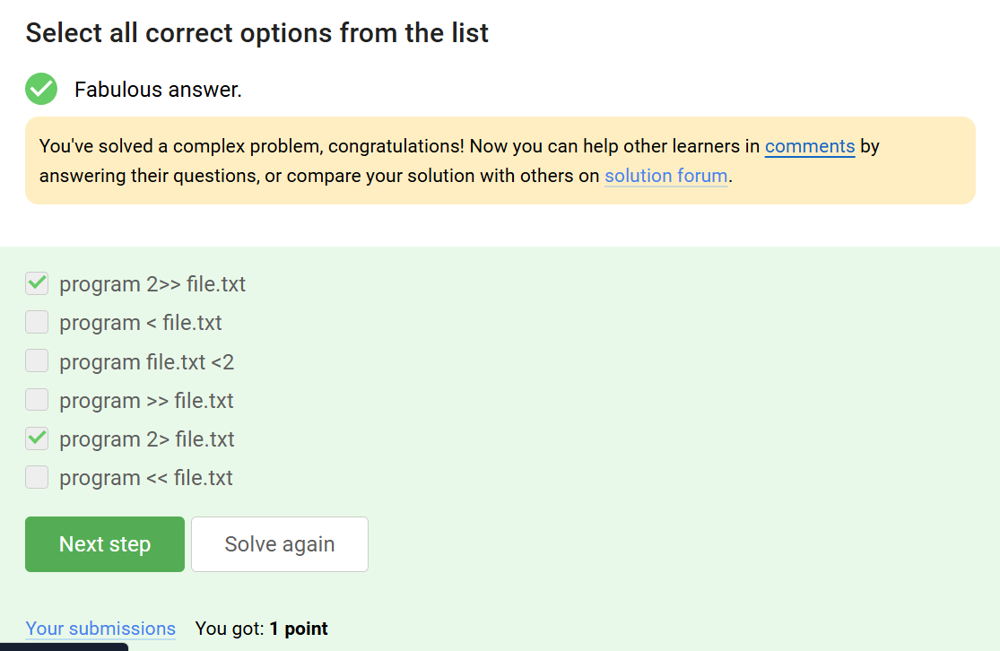 Select all correct options from the list
Fabulous answer.
You've solved a complex problem, congratulations! Now you can help other learners in comments by
answering their questions, or compare your solution with others on solution forum.
program 2>> file.txt
program < file.txt
program file.txt <2
program >> file.txt
program 2> file.txt
program << file.txt
Next step
Solve again
Your submissions
You got: 1 point